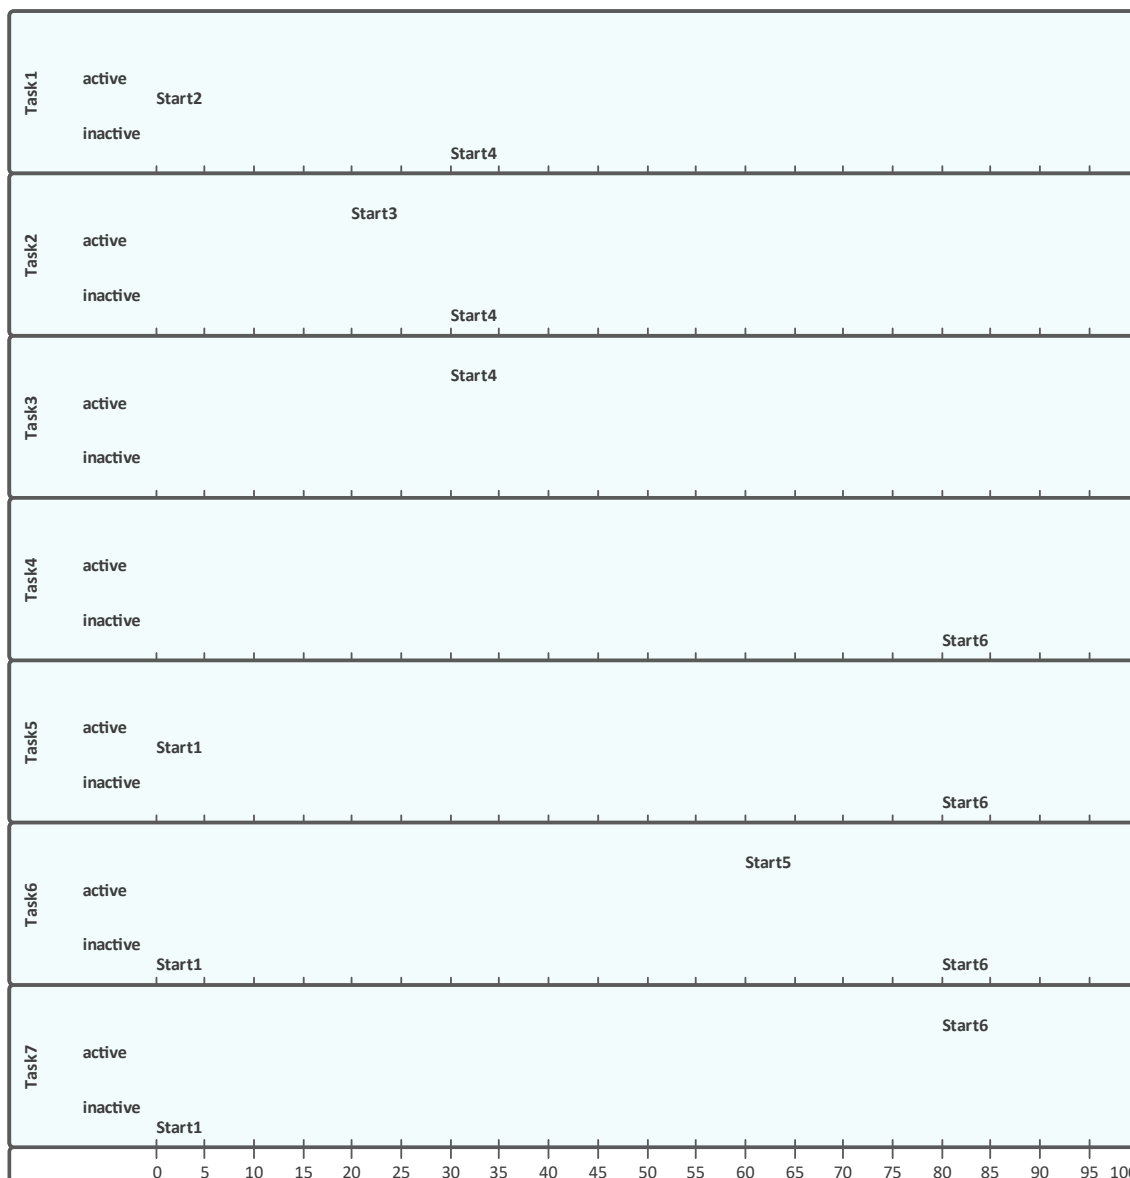 Task1
active
Start2
inactive
Start4
Task2
Start3
active
inactive
Start4
Task3
Start4
active
inactive
Task4
active
inactive
Start6
Task5
active
Start1
inactive
Start6
Task6
Start5
active
inactive
Start1 Start6
Task7
Start6
active
inactive
Start1
0 5 10 15 20 25 30 35 40 45 50 55 60 65 70 75 80 85 90 95 100